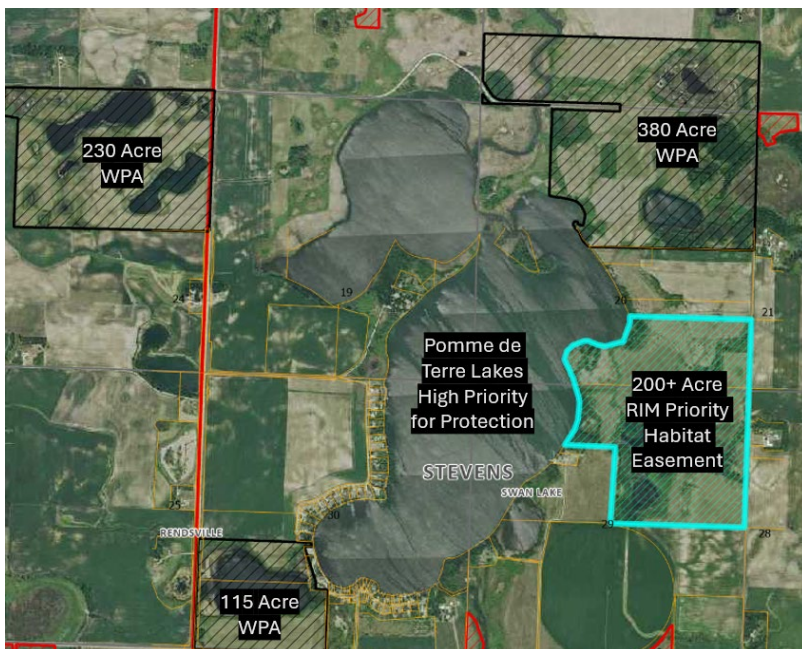 230 Acre
WPA
380 Acre
WPA
24
19
20
21
Pomme de
Terre Lakes
High Priority
for Protection
200+ Acre
RIM Priority
Habitat
Easement
STEVENS
SWAN LAKE
25
30
29
28
RENDSVILLE
115 Acre
WPA